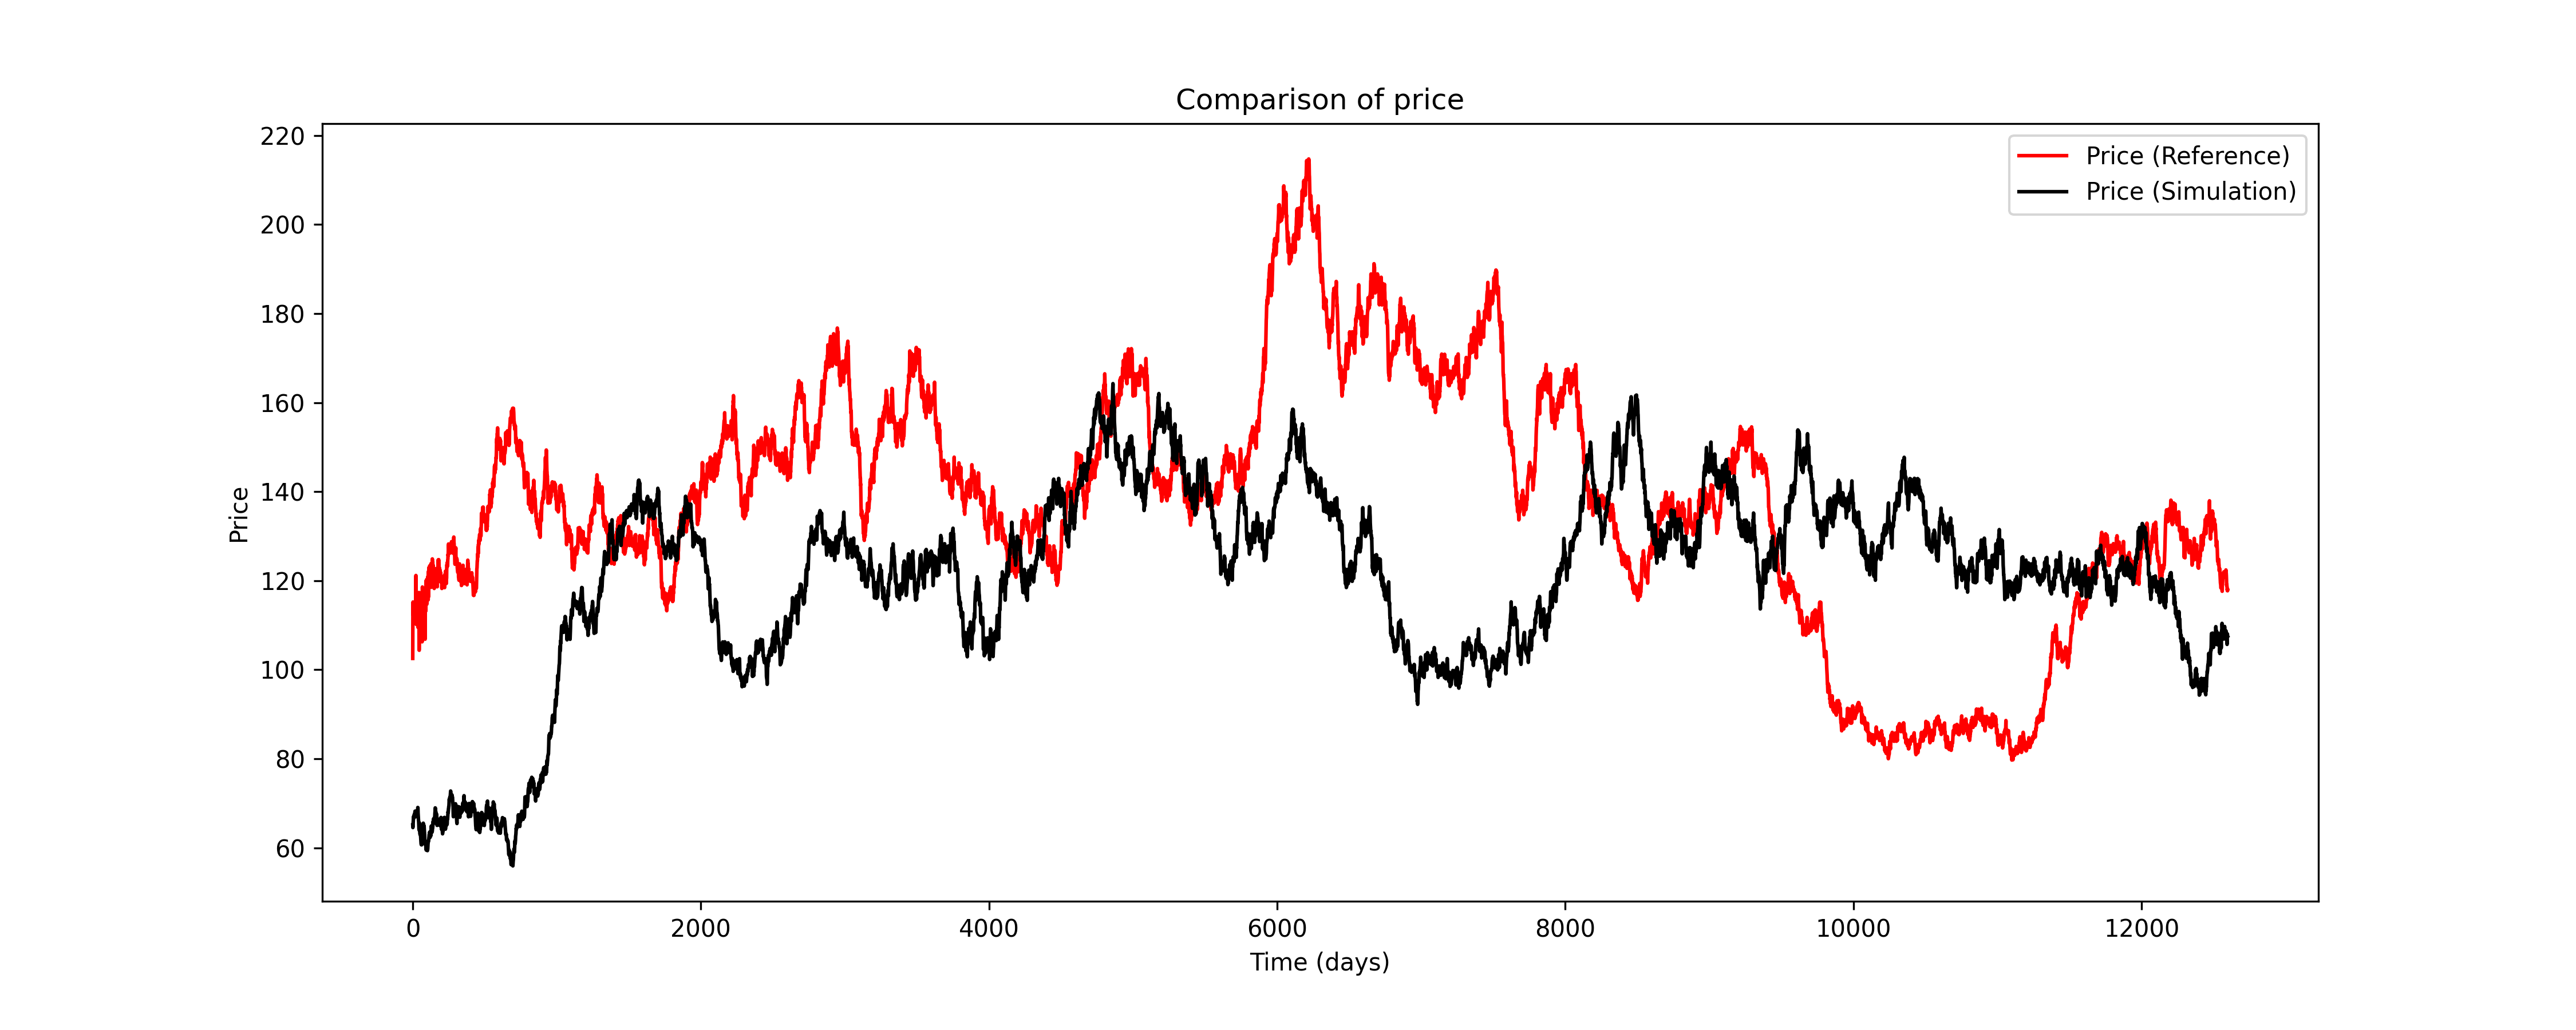 Comparison of price
220
200
180
160
140
120
100
80
60
Price
Price (Reference)
Price (Simulation)
0 2000 4000 6000 8000 10000 12000
Time (days)